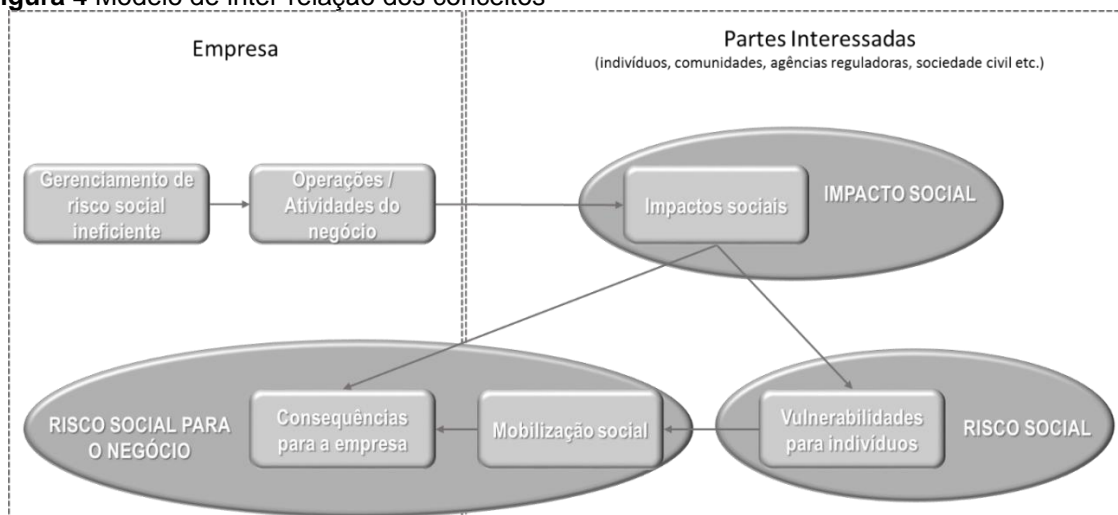 igura 4 Modelo de inter-relação dos conceitos
Empresa
Partes Interessadas
(indivíduos, comunidades, agências reguladoras, sociedade civil etc.)
Gerenciamento de
risco social
ineficiente
Operações /
Atividades do
negócio
Impactos sociais
IMPACTO SOCIAL
RISCO SOCIAL PARA
O NEGÓCIO
Consequências
para a empresa
Mobilização social
Vulnerabilidades
para indivíduos
RISCO SOCIAL